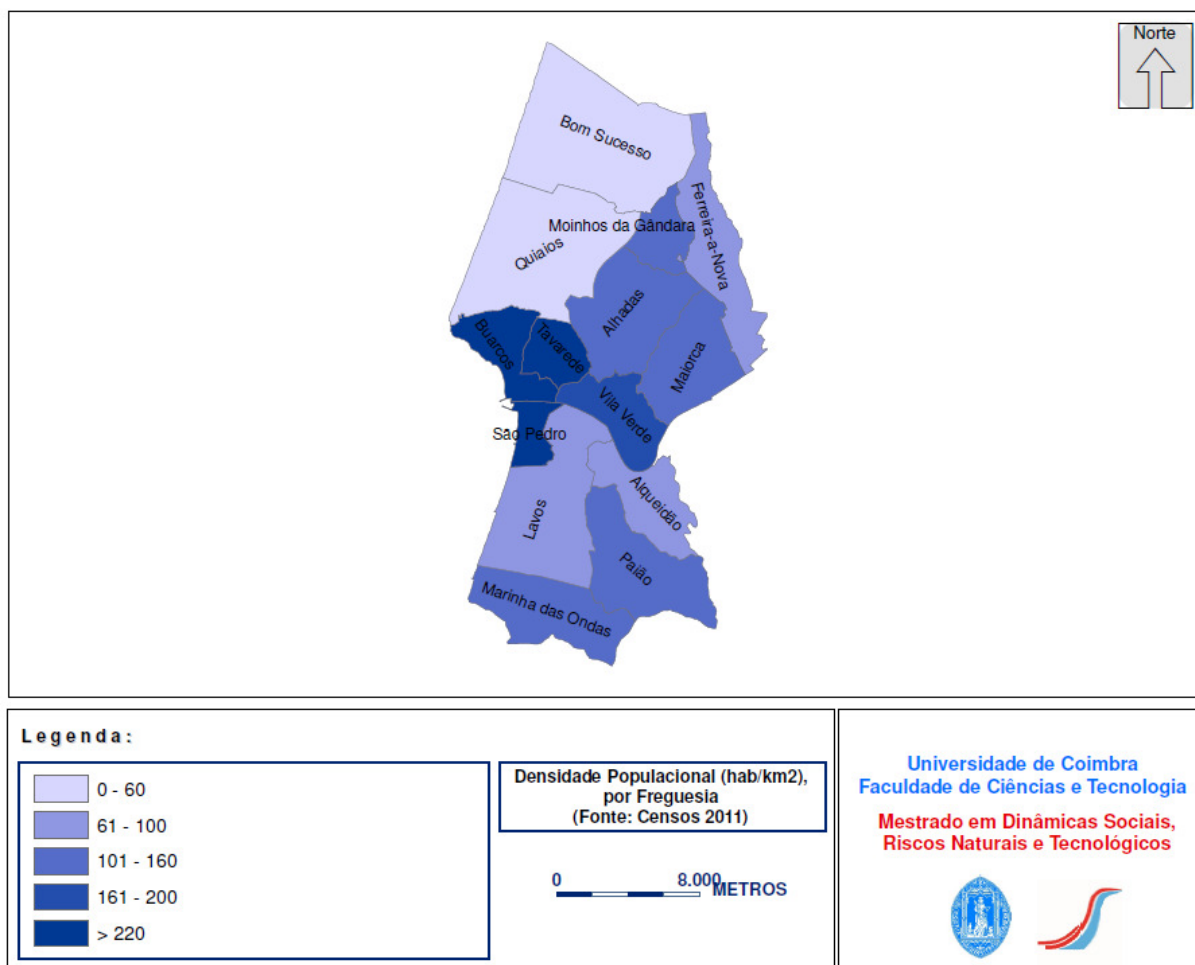 Norte
Bom Sucesso
Ferreira-a-Nova
Moinhos da Gândara
Quiaios
Alhadas
Buarcos
Tavarede
Maiorca
Vila Verde
São Pedro
Alqueidão
Lavos
Paião
Marinha das Ondas
Legenda:
0 - 60
61 - 100
101 - 160
161 - 200
> 220
Densidade Populacional (hab/km2),
por Freguesia
(Fonte: Censos 2011)
0 8.000 METROS
Universidade de Coimbra
Faculdade de Ciências e Tecnologia
Mestrado em Dinâmicas Sociais,
Riscos Naturais e Tecnológicos